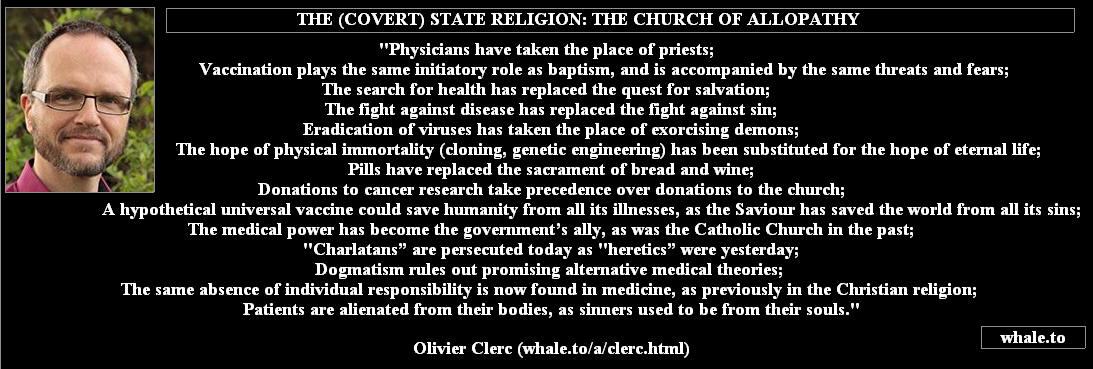 THE (COVERT) STATE RELIGION: THE CHURCH OF ALLOPATHY
"Physicians have taken the place of priests;
Vaccination plays the same initiatory role as baptism, and is accompanied by the same threats and fears;
The search for health has replaced the quest for salvation;
The fight against disease has replaced the fight against sin;
Eradication of viruses has taken the place of exorcising demons;
The hope of physical immortality (cloning, genetic engineering) has been substituted for the hope of eternal life;
Pills have replaced the sacrament of bread and wine;
Donations to cancer research take precedence over donations to the church;
A hypothetical universal vaccine could save humanity from all its illnesses, as the Saviour has saved the world from all its sins;
The medical power has become the government’s ally, as was the Catholic Church in the past;
"Charlatans” are persecuted today as "heretics” were yesterday;
Dogmatism rules out promising alternative medical theories;
The same absence of individual responsibility is now found in medicine, as previously in the Christian religion;
Patients are alienated from their bodies, as sinners used to be from their souls."
whale.to
Olivier Clerc (whale.to/a/clerc.html)